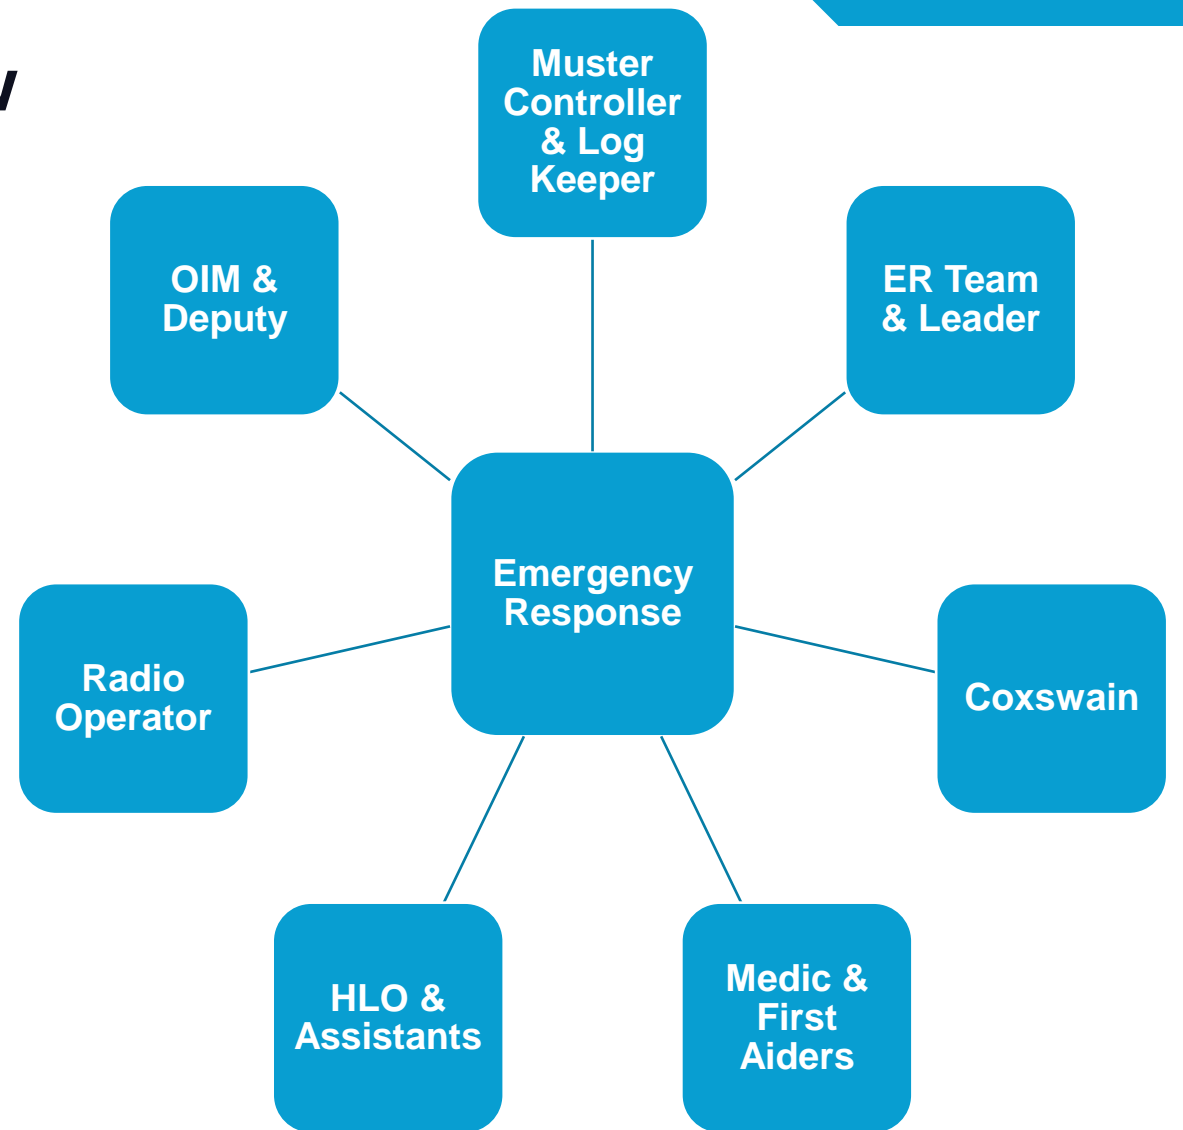 Muster
Controller
& Log
Keeper
OIM &
Deputy
ER Team
& Leader
Emergency
Response
Radio
Operator
Coxswain
HLO &
Assistants
Medic &
First
Aiders